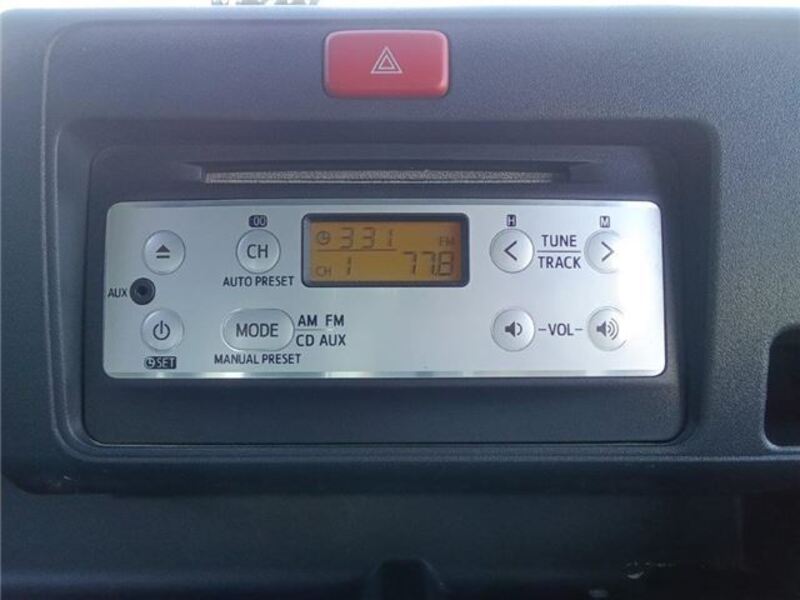 :00
H
M
CH
3:31
FM
CH 1 77.8
TUNE
TRACK
AUTO PRESET
AUX
MODE
AM FM
CD AUX
-VOL-
SET
MANUAL PRESET